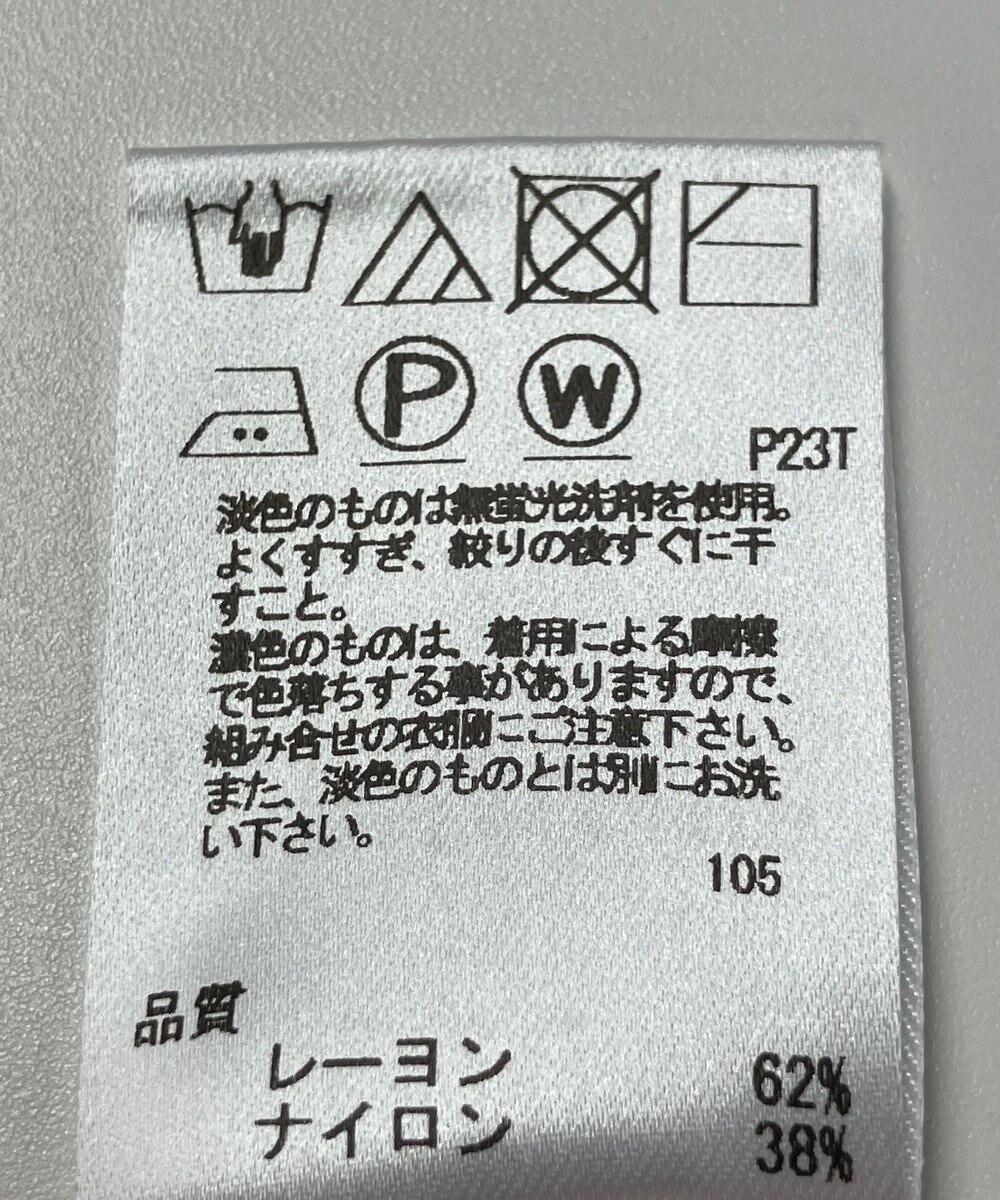 P
W
P23T
淡色のものは無蛍光洗剤を使用。
よくすすぎ、絞りの後すぐに干
すこと。
濃色のものは、着用による摩擦
で色落ちする事がありますので、
組み合せの衣服にご注意下さい。
また、淡色のものとは別にお洗
い下さい。
105
品質
レーヨン 62%
ナイロン 38%